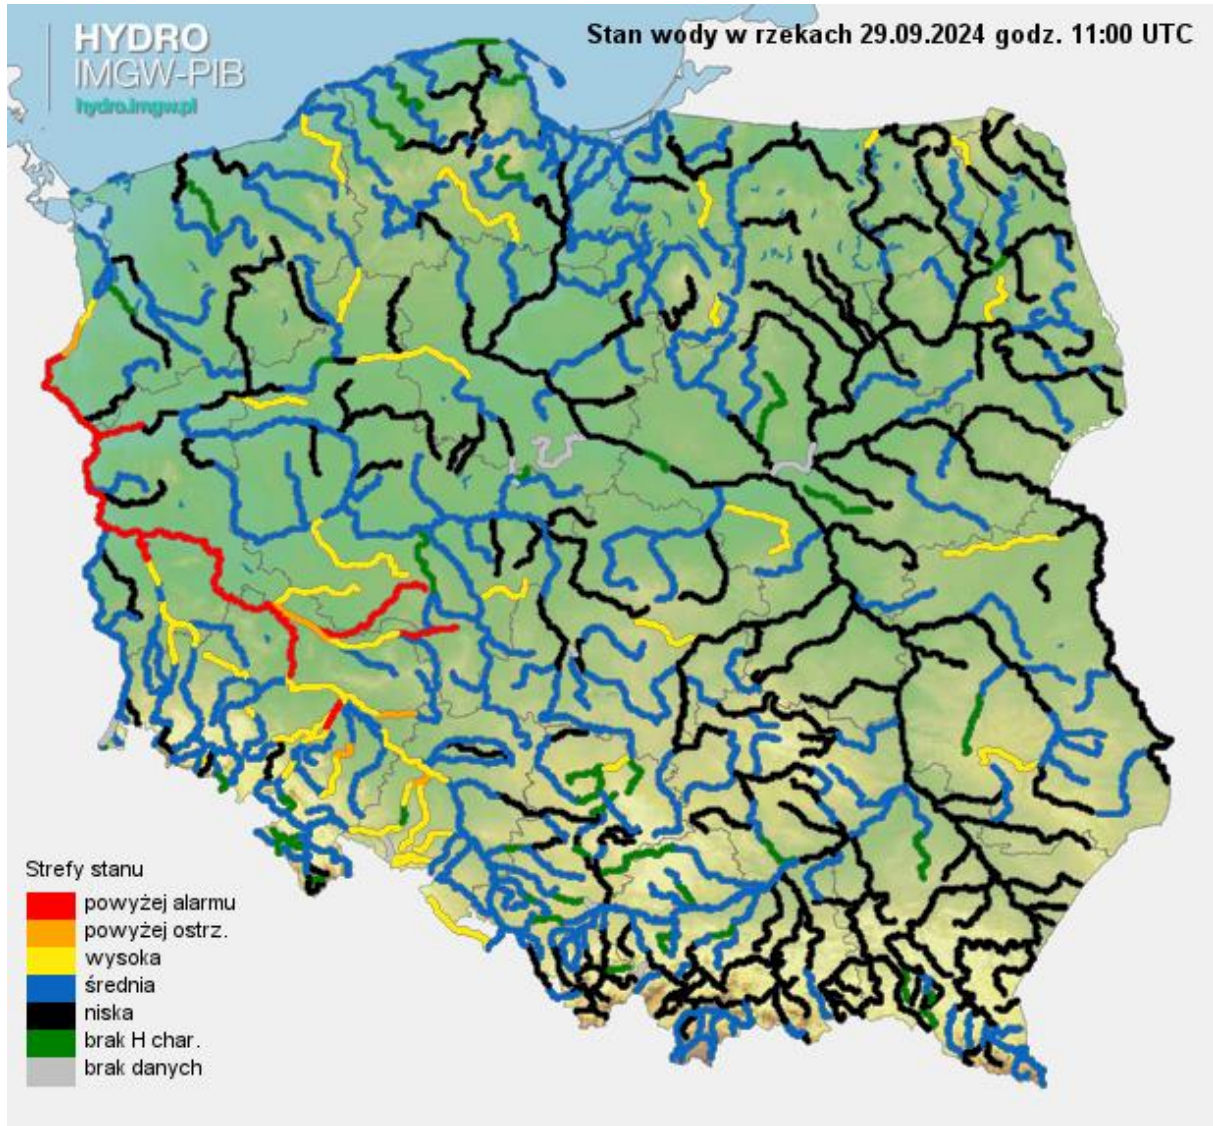 HYDRO
IMGW-PIB
hydro.imgw.pl
Stan wody w rzekach 29.09.2024 godz. 11:00 UTC
Strefy stanu
powyżej alarmu
powyżej ostrz.
wysoka
średnia
niska
brak H char.
brak danych